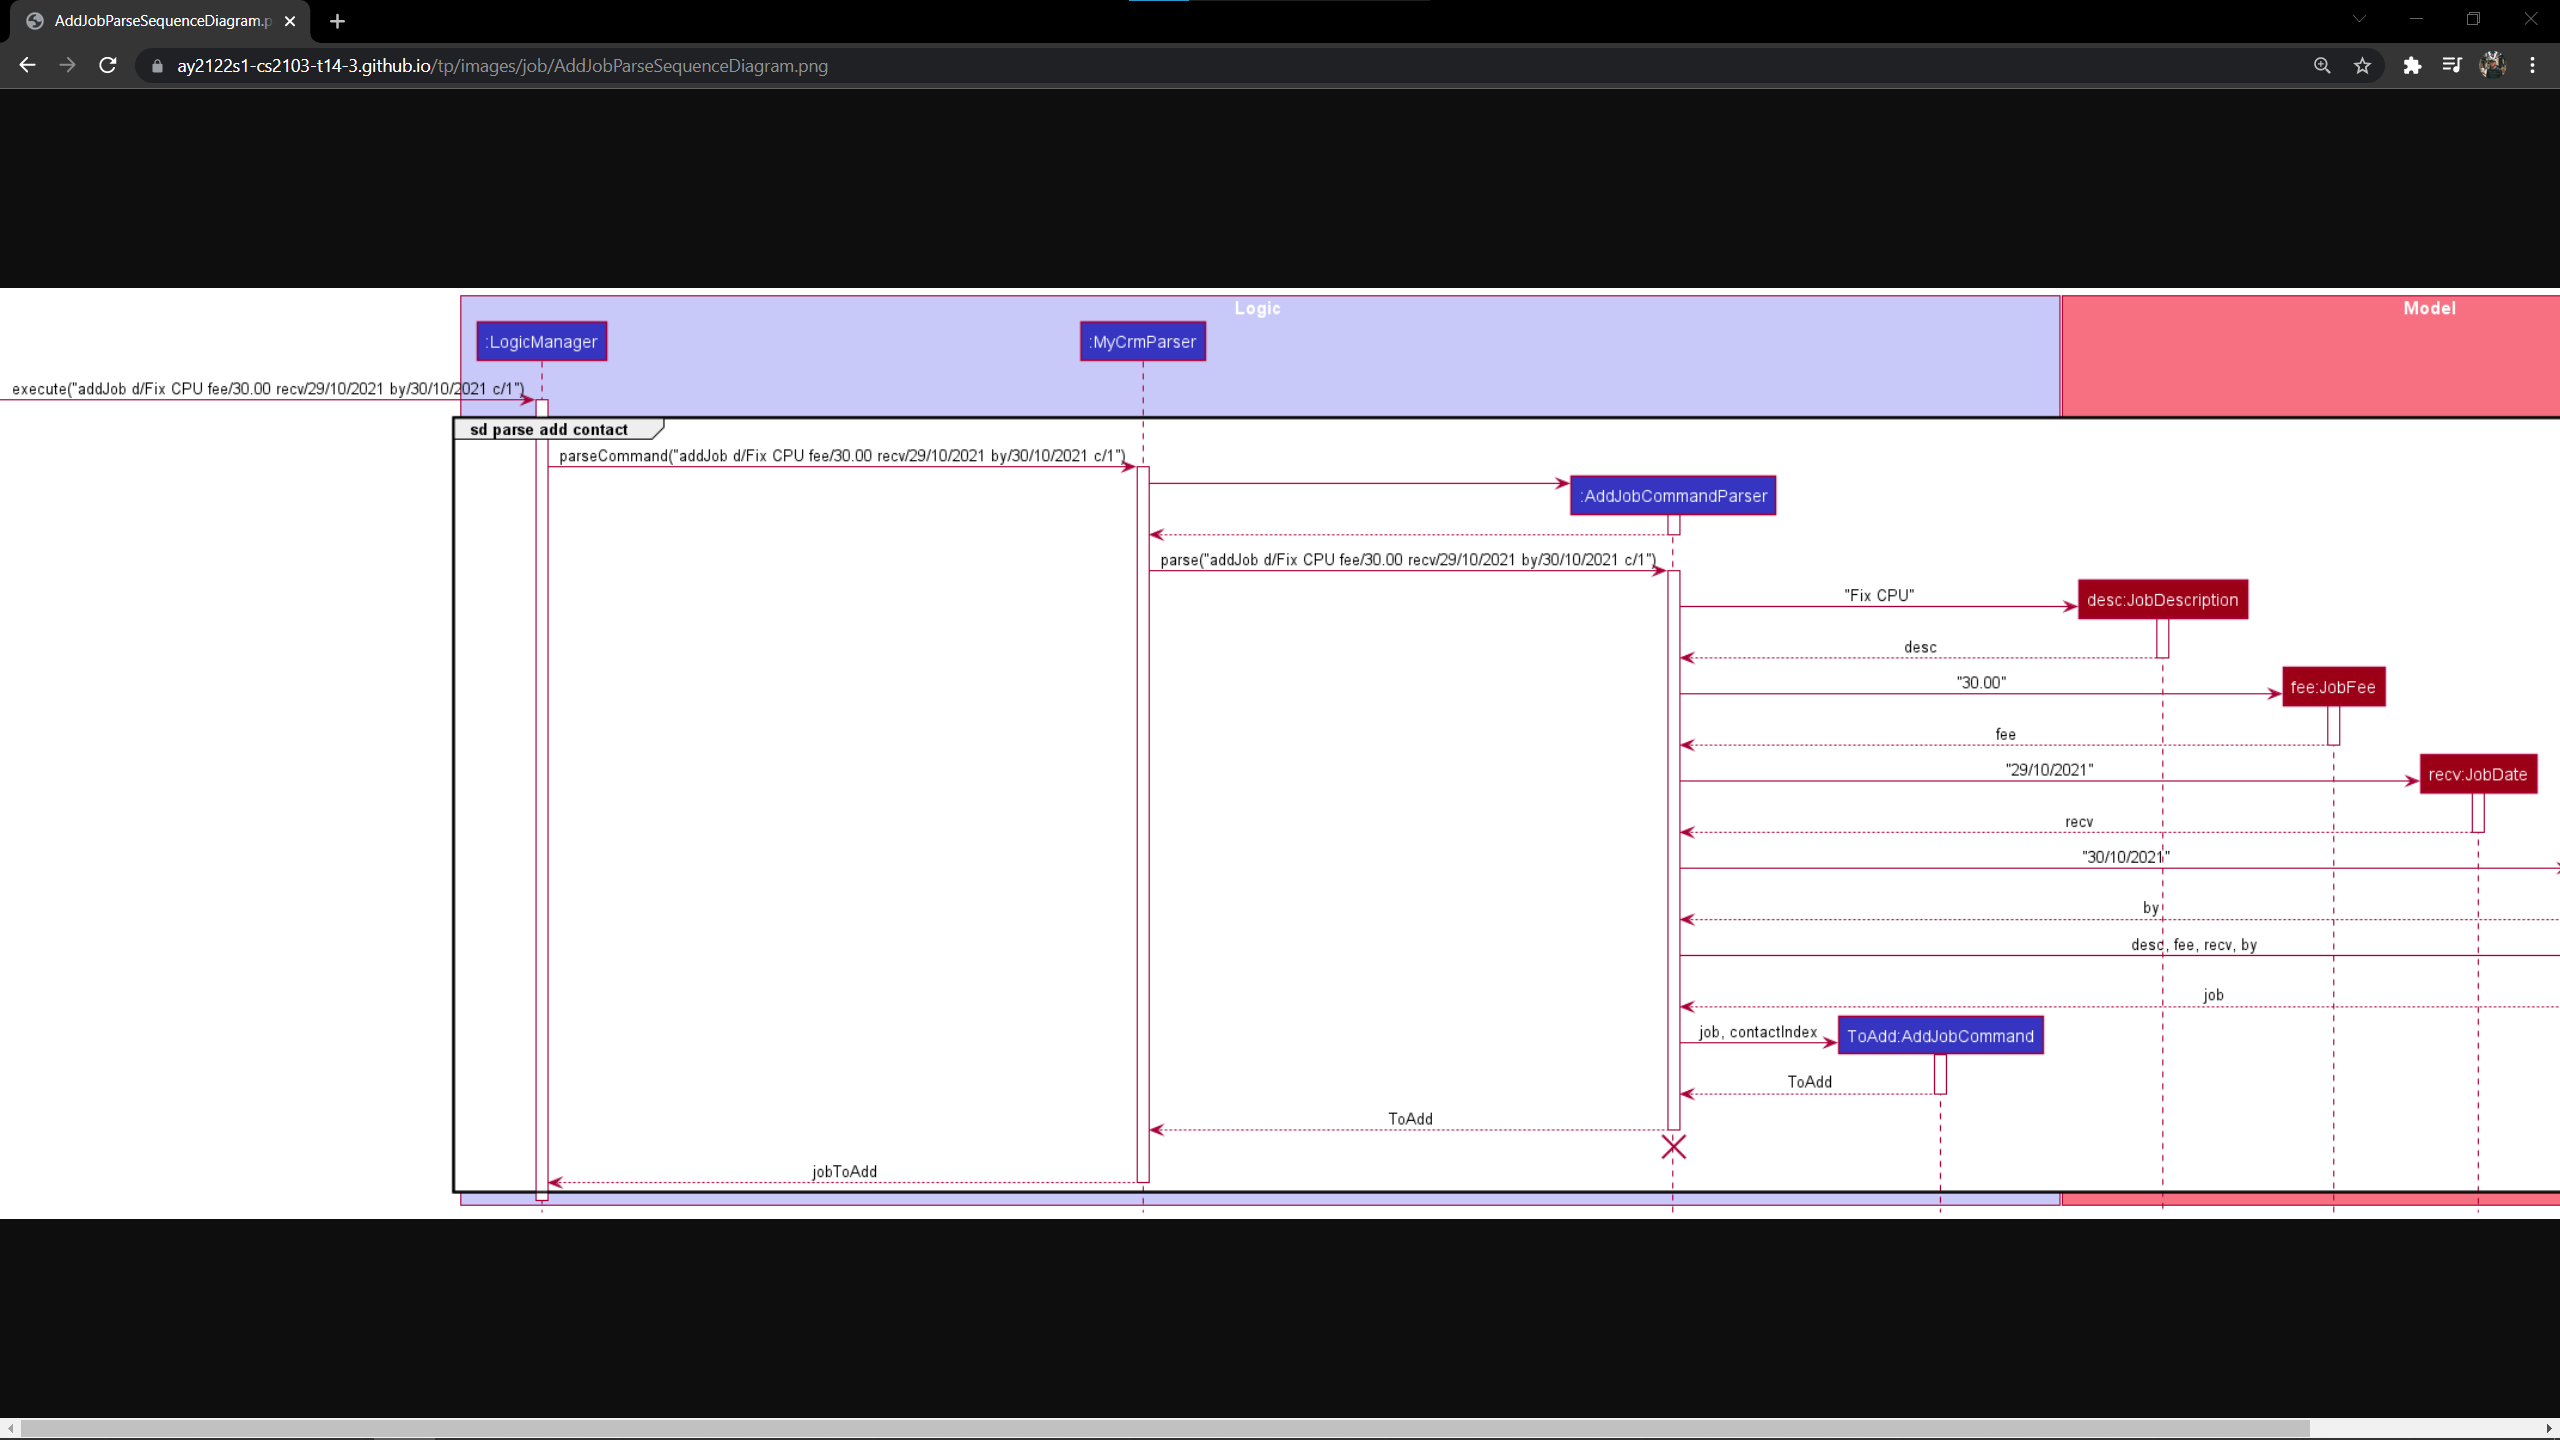 AddJobParseSequenceDiagram.p
ay2122s1-cs2103-t14-3.github.io/tp/images/job/AddJobParseSequenceDiagram.png
Logic
Model
:LogicManager
:MyCrmParser
execute("addJob d/Fix CPU fee/30.00 recv/29/10/2021 by/30/10/2021 c/1")
sd parse add contact
parseCommand("addJob d/Fix CPU fee/30.00 recv/29/10/2021 by/30/10/2021 c/1")
:AddJobCommandParser
parse("addJob d/Fix CPU fee/30.00 recv/29/10/2021 by/30/10/2021 c/1")
"Fix CPU"
desc:JobDescription
desc
"30.00"
fee:JobFee
fee
"29/10/2021"
recv:JobDate
recv
"30/10/2021"
by
desc, fee, recv, by
job
job, contactIndex
ToAdd:AddJobCommand
ToAdd
ToAdd
jobToAdd